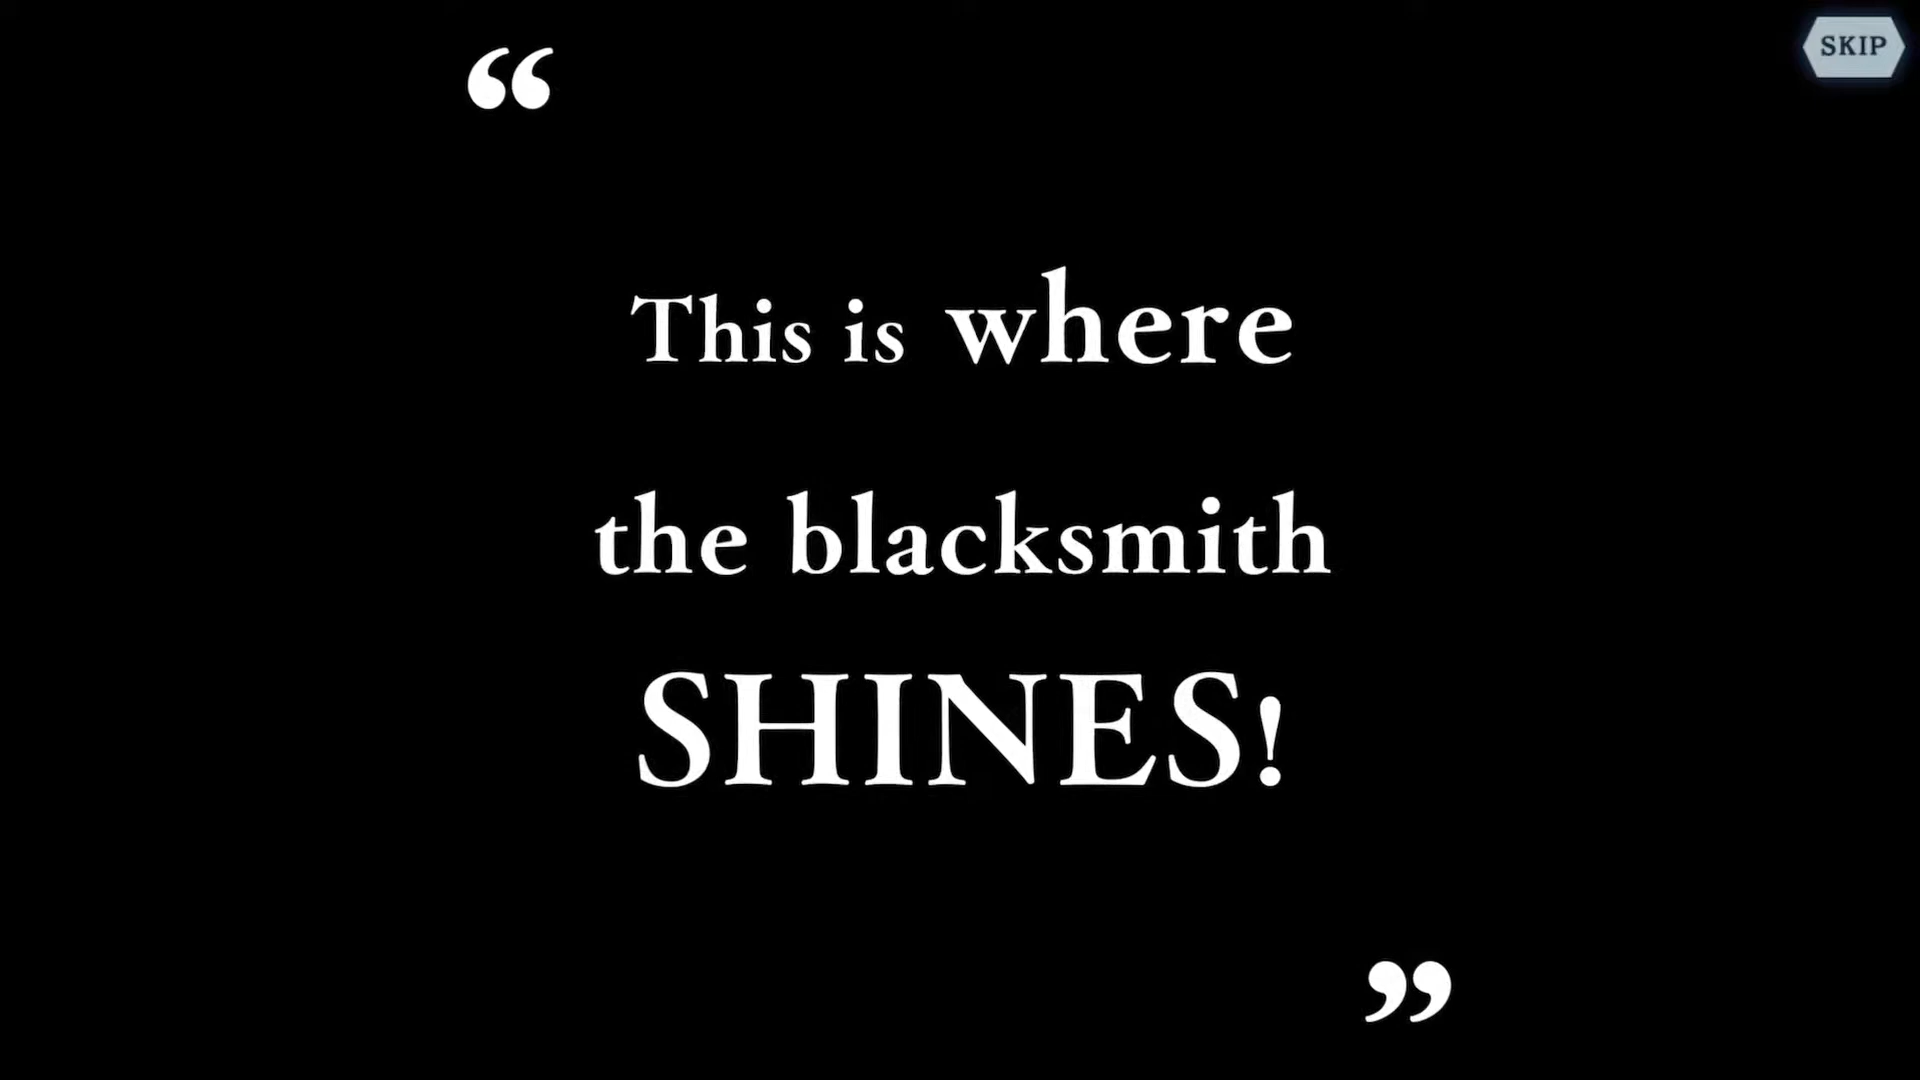 SKIP
“
This is where
the blacksmith
SHINES!
”